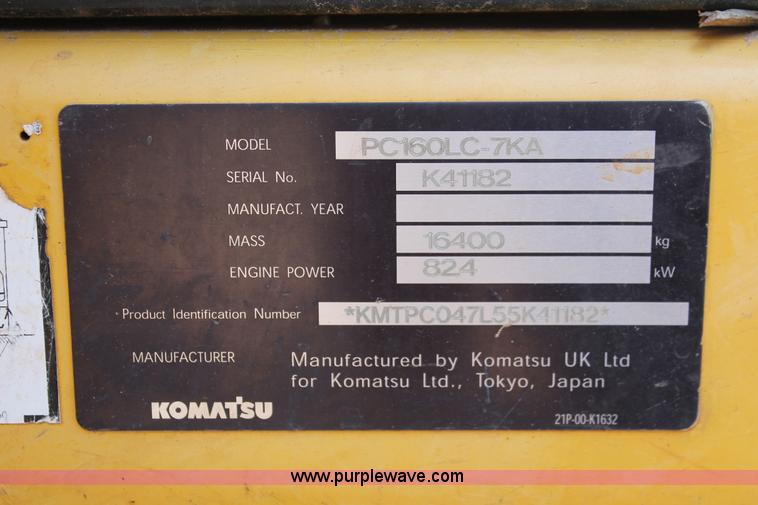 MODEL PC160LC-7KA
SERIAL No. K41182
MANUFACT. YEAR
MASS 16400 kg
ENGINE POWER 82.4 kW
Product Identification Number *KMTPC047L55K41182*
MANUFACTURER Manufactured by Komatsu UK Ltd
for Komatsu Ltd., Tokyo, Japan
KOMATSU
21P-00-K1632
www.purplewave.com